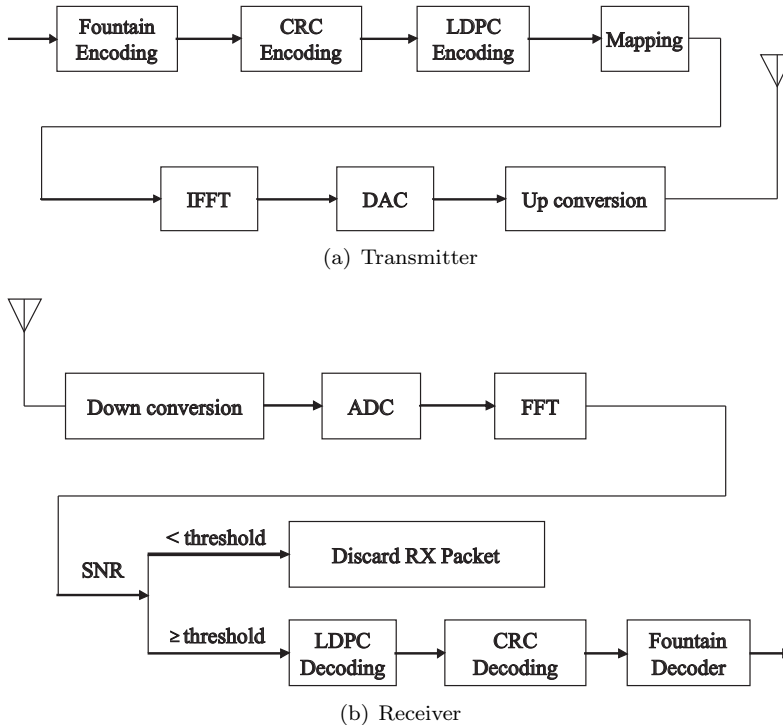 Fountain
Encoding
CRC
Encoding
LDPC
Encoding
Mapping
IFFT
DAC
Up conversion
(a) Transmitter
Down conversion
ADC
FFT
SNR
< threshold
Discard RX Packet
≥ threshold
LDPC
Decoding
CRC
Decoding
Fountain
Decoder
(b) Receiver